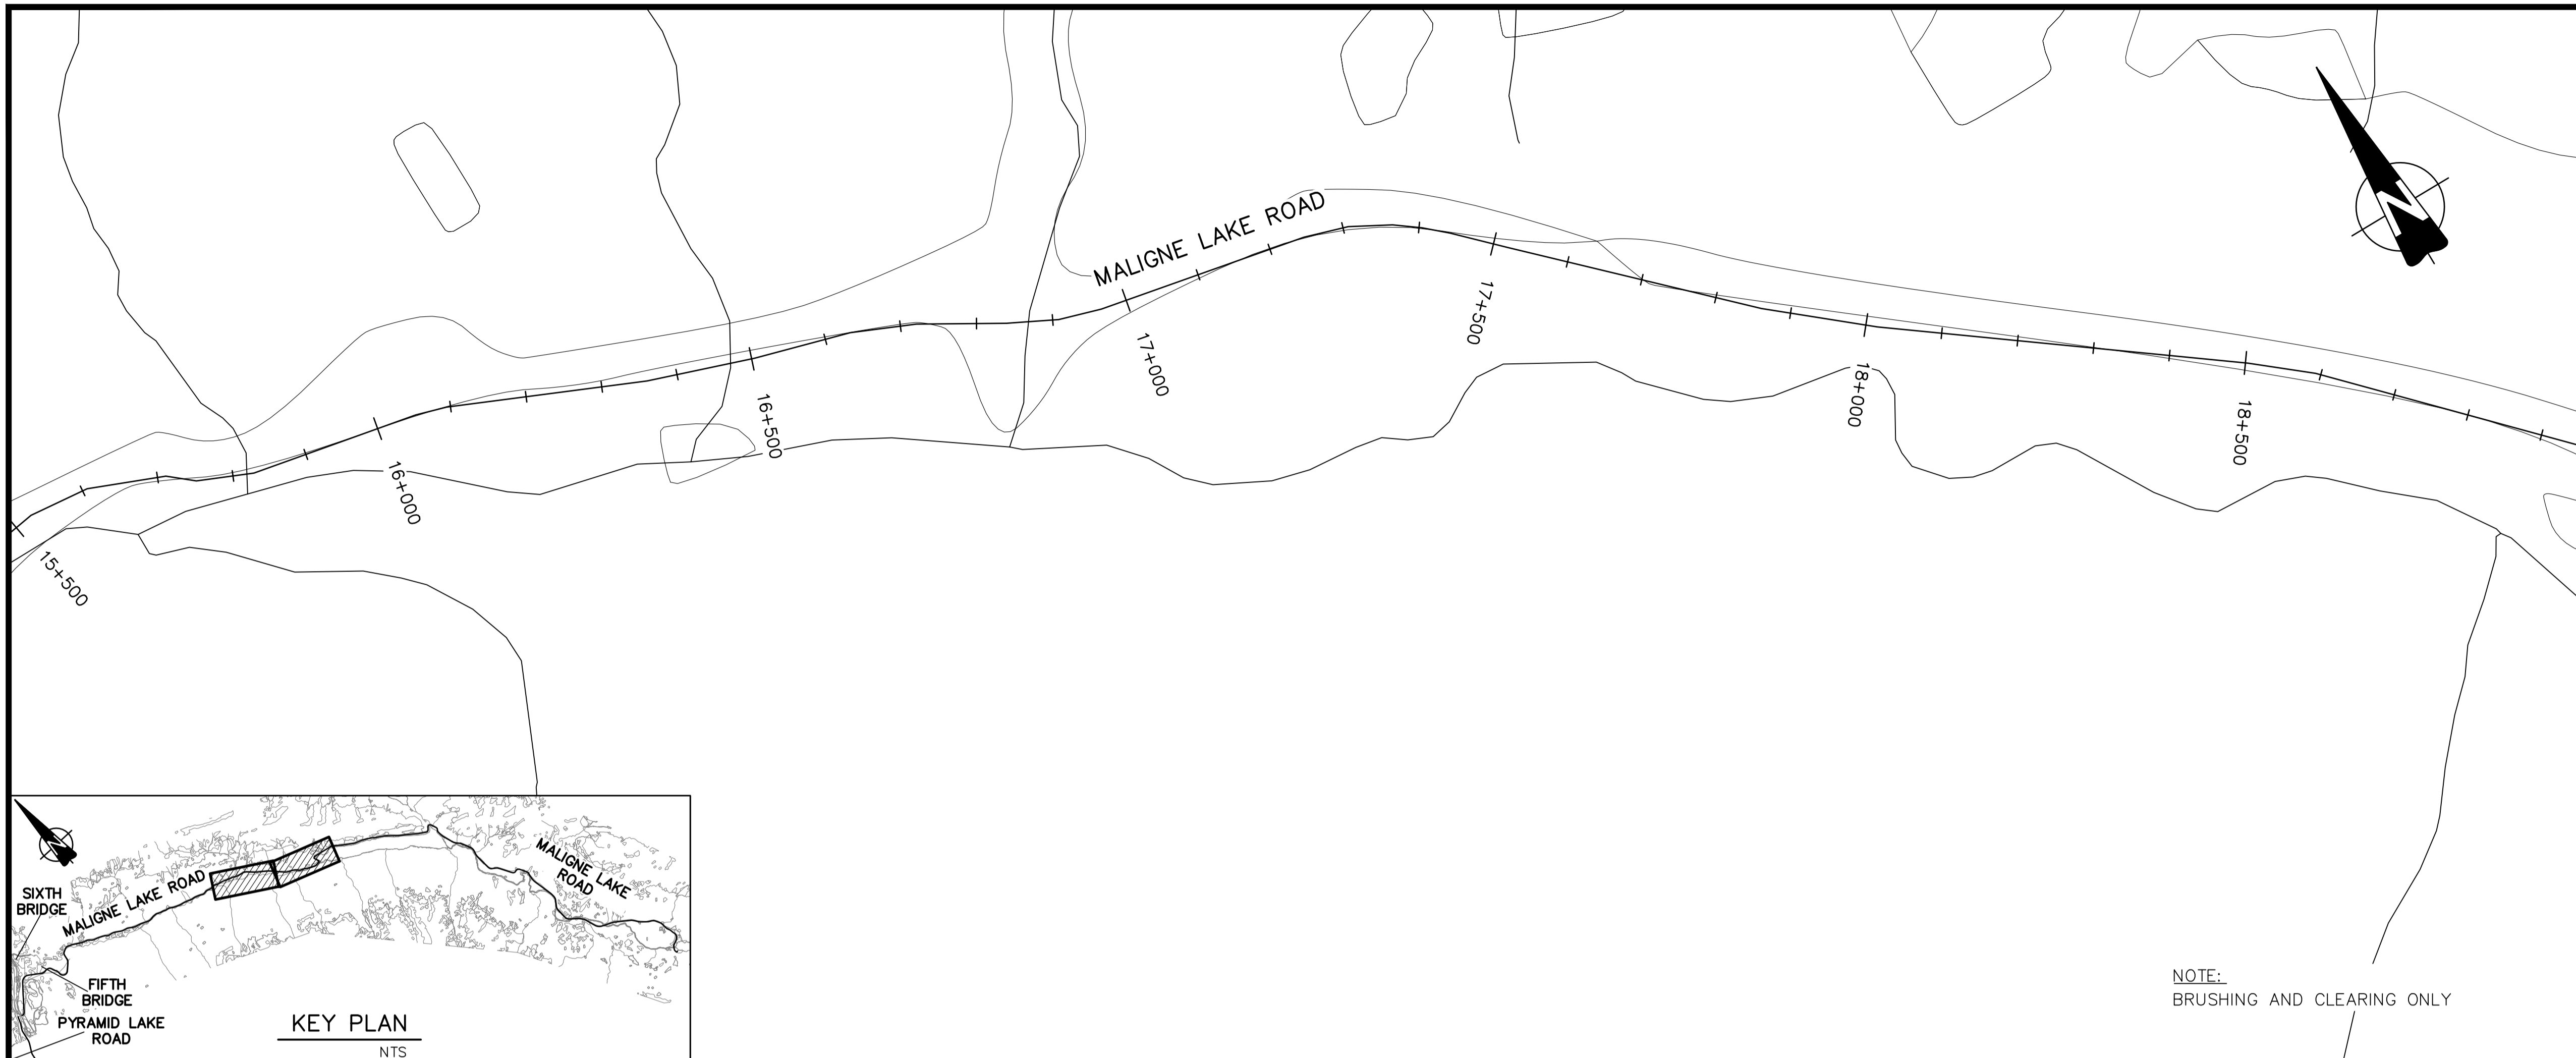 MALIGNE LAKE ROAD
15+500
16+000
16+500
17+000
17+500
18+000
18+500
N
N
SIXTH
BRIDGE
MALIGNE LAKE ROAD
MALIGNE LAKE
ROAD
FIFTH
BRIDGE
PYRAMID LAKE
ROAD
KEY PLAN
NTS
NOTE:
BRUSHING AND CLEARING ONLY